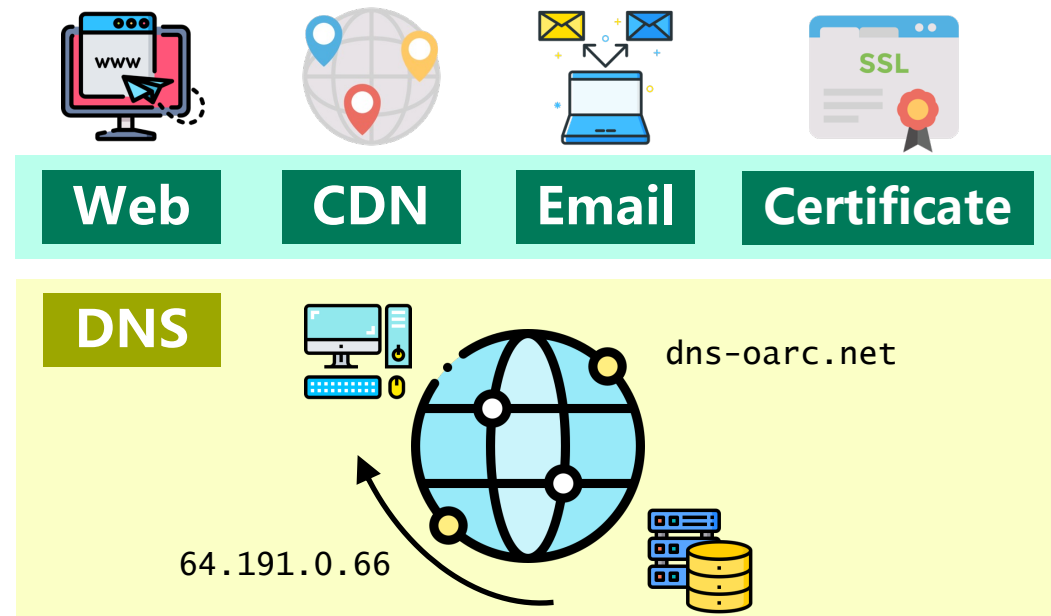 www
SSL
Web
CDN
Email
Certificate
DNS
dns-oarc.net
64.191.0.66